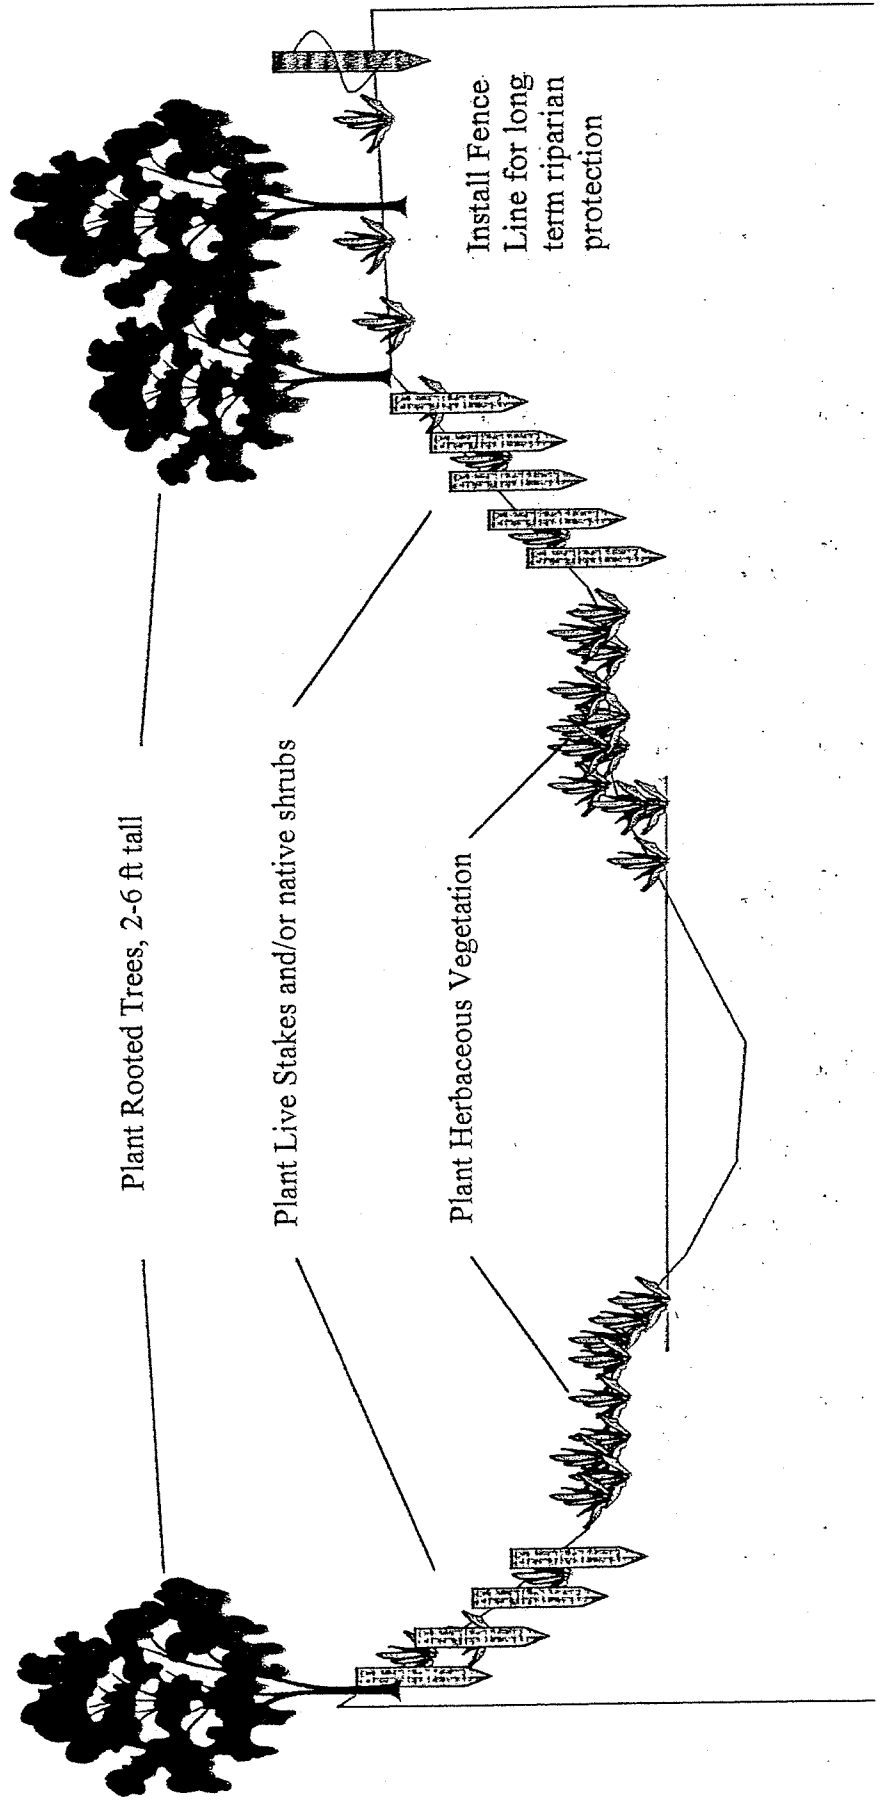 Plant Rooted Trees, 2-6 ft tall
Plant Live Stakes and/or native shrubs
Plant Herbaceous Vegetation
Install Fence
Line for long
term riparian
protection